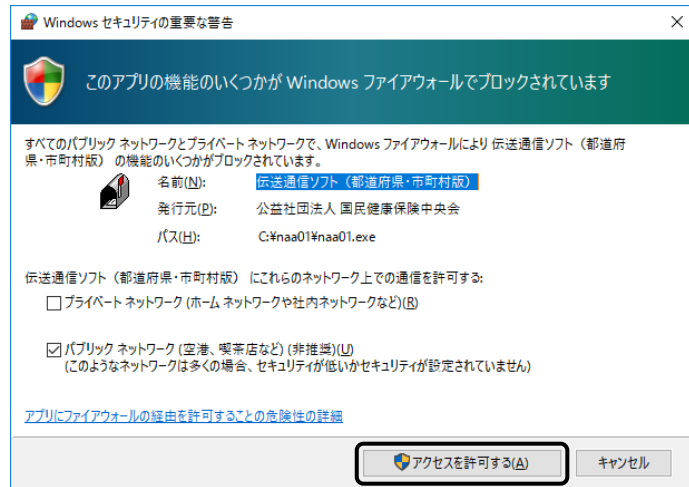 Windows セキュリティの重要な警告
このアプリの機能のいくつかが Windows ファイアウォールでブロックされています
すべてのパブリック ネットワークとプライベート ネットワークで、Windows ファイアウォールにより 伝送通信ソフト（都道府
県・市町村版） の機能のいくつかがブロックされています。
名前(N): 伝送通信ソフト（都道府県・市町村版）
発行元(P): 公益社団法人 国民健康保険中央会
パス(H): C:¥naa01¥naa01.exe
伝送通信ソフト（都道府県・市町村版） にこれらのネットワーク上での通信を許可する:
プライベート ネットワーク (ホーム ネットワークや社内ネットワークなど)(R)
パブリック ネットワーク (空港、喫茶店など) (非推奨)(U)
(このようなネットワークは多くの場合、セキュリティが低いかセキュリティが設定されていません)
アプリにファイアウォールの経由を許可することの危険性の詳細
アクセスを許可する(A) キャンセル